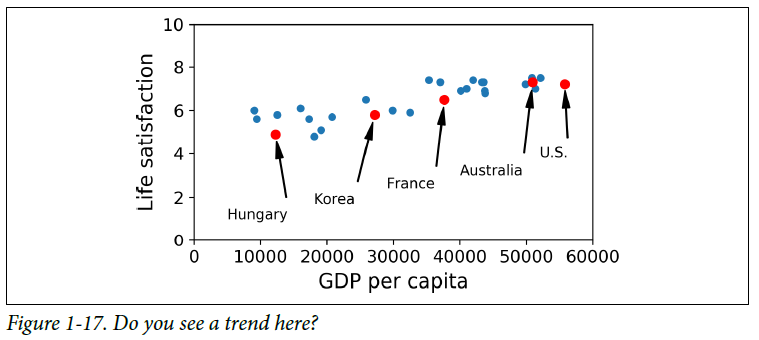 10
8
6
4
2
0
Life satisfaction
Hungary
Korea
France
Australia
U.S.
0 10000 20000 30000 40000 50000 60000
GDP per capita
Figure 1-17. Do you see a trend here?